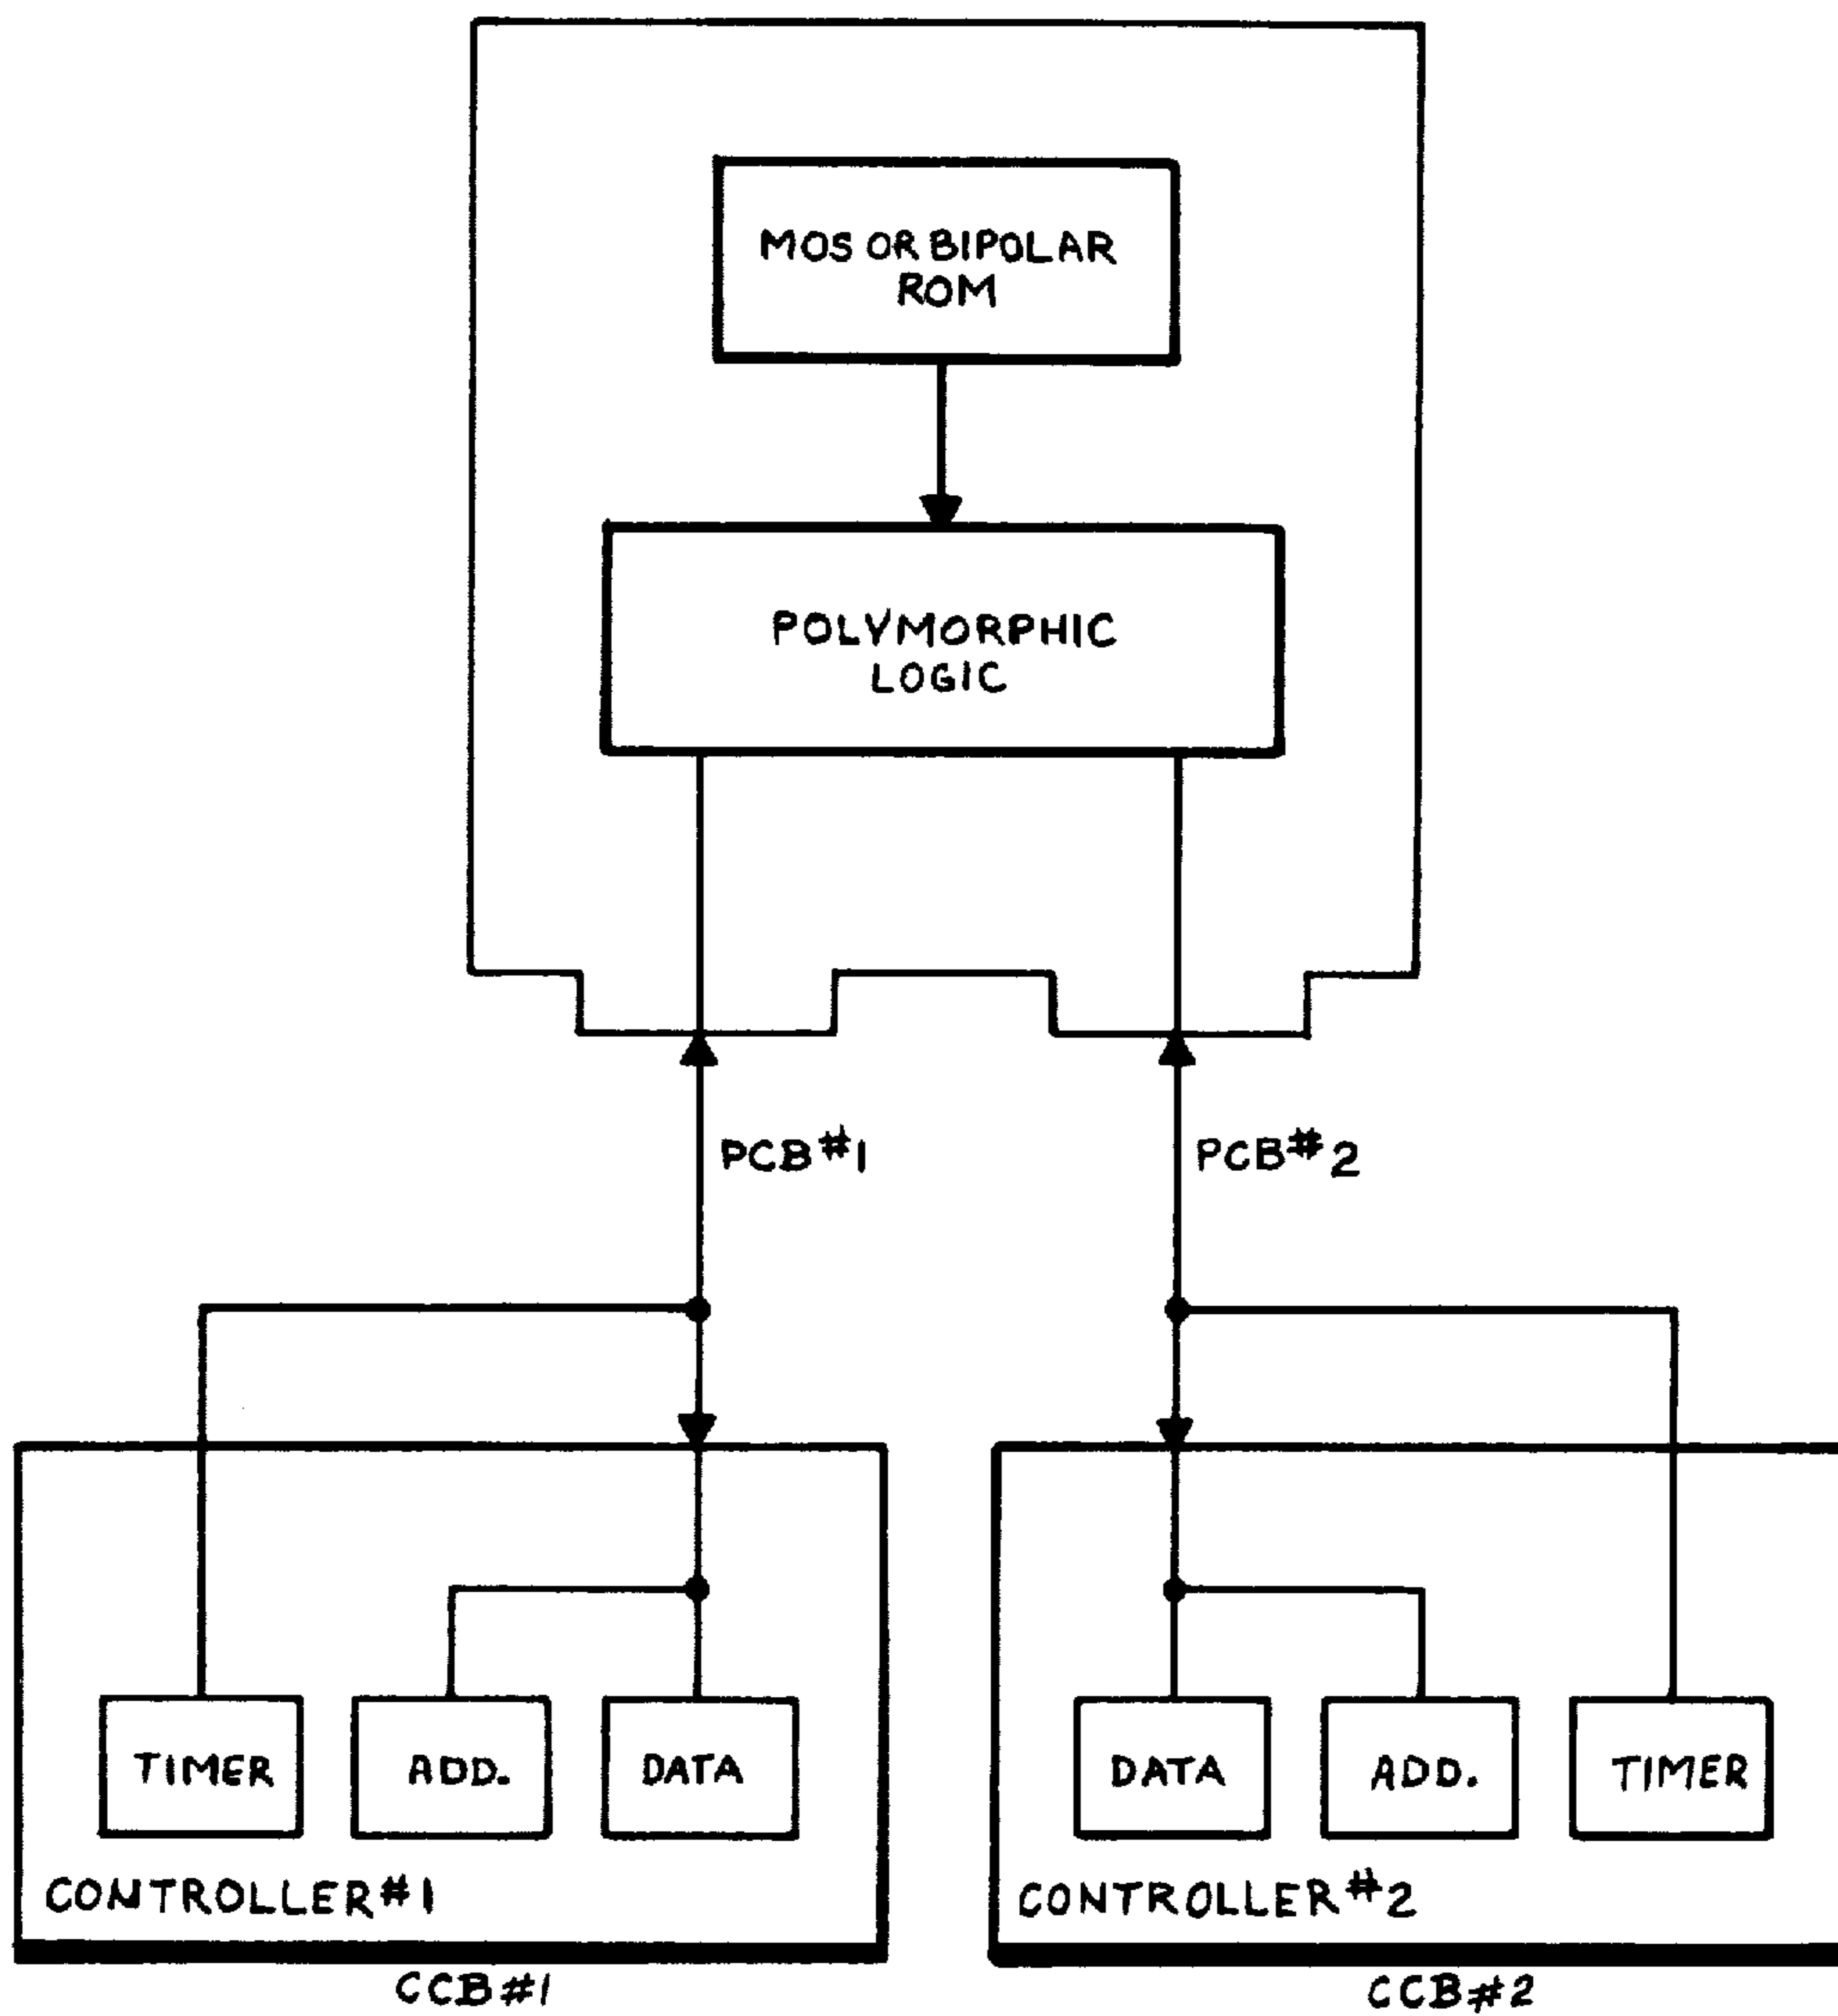 MOS OR BIPOLAR
ROM
POLYMORPHIC
LOGIC
PCB#1
PCB#2
TIMER
ADD.
DATA
DATA
ADD.
TIMER
CONTROLLER#1
CONTROLLER#2
CCB#1
CCB#2